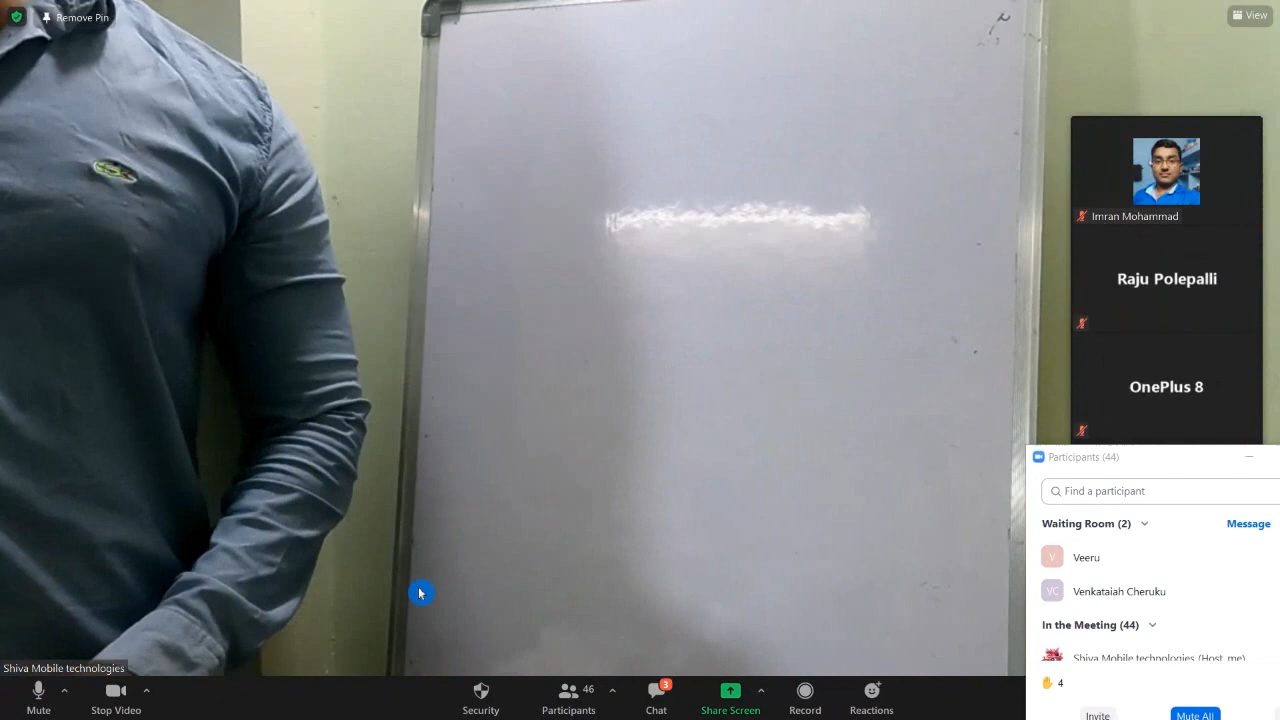 Remove Pin
View
Imran Mohammad
Raju Polepalli
OnePlus 8
Participants (44)
Find a participant
Waiting Room (2)
Message
V
Veeru
VC
Venkataiah Cheruku
In the Meeting (44)
Shiva Mobile technologies (Host, me)
4
Invite
Mute All
Shiva Mobile technologies
Mute
Stop Video
Security
46
Participants
3
Chat
Share Screen
Record
Reactions